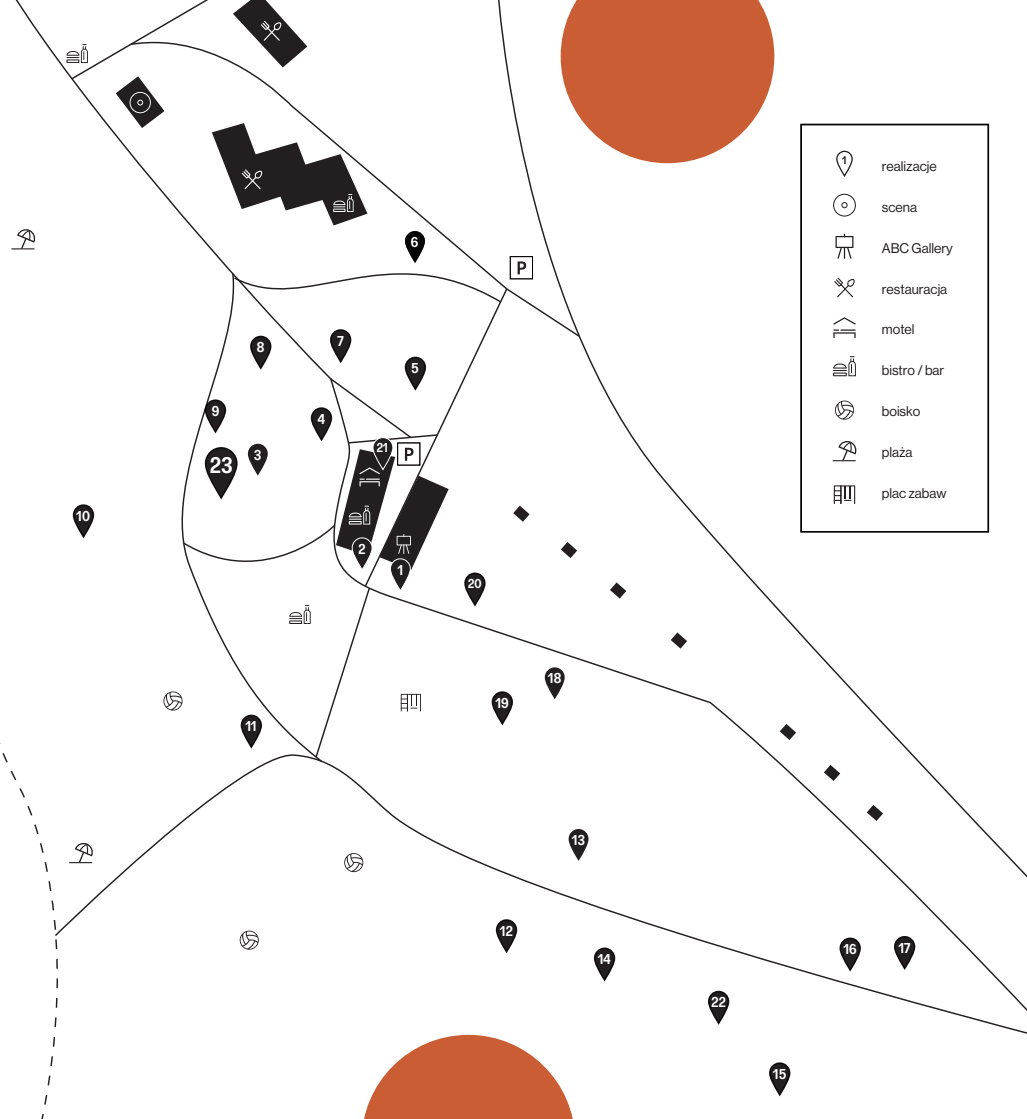 1 realizacje
scena
ABC Gallery
restauracja
motel
bistro / bar
boisko
plaża
plac zabaw
6
P
7
8
5
9
4
21
P
3
23
10
2
1
20
18
19
11
13
12
14
16
17
22
15